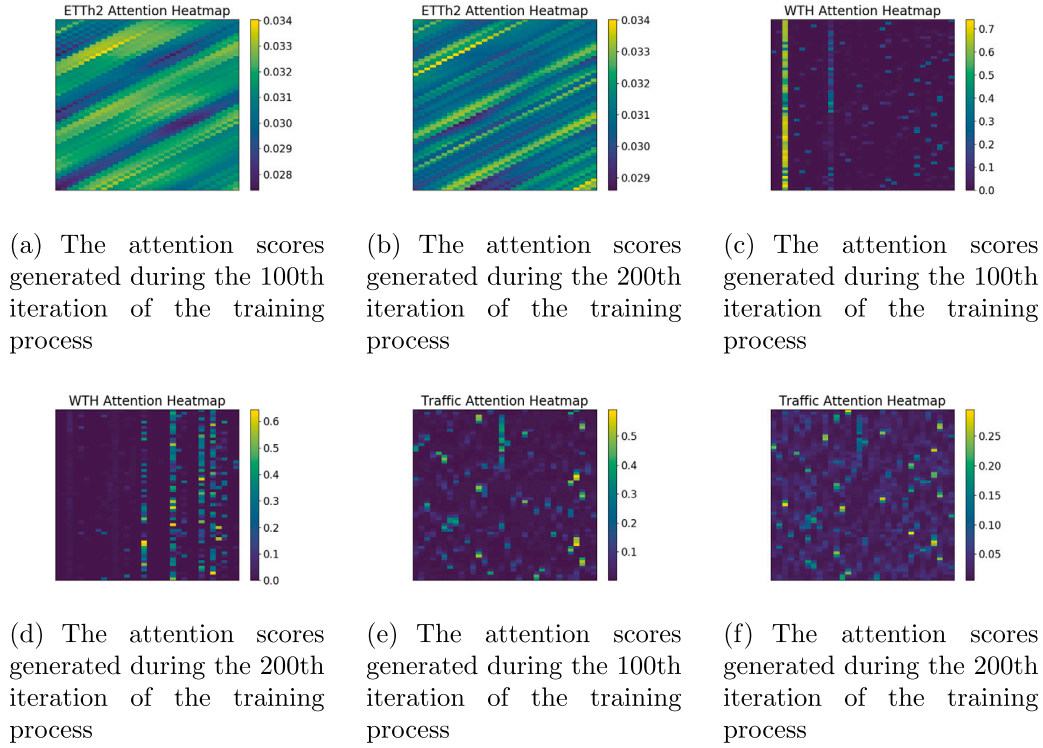 ETTh2 Attention Heatmap
0.034
0.033
0.032
0.031
0.030
0.029
0.028
ETTh2 Attention Heatmap
0.034
0.033
0.032
0.031
0.030
0.029
WTH Attention Heatmap
0.7
0.6
0.5
0.4
0.3
0.2
0.1
0.0
(a) The attention scores
generated during the 100th
iteration of the training
process
(b) The attention scores
generated during the 200th
iteration of the training
process
(c) The attention scores
generated during the 100th
iteration of the training
process
WTH Attention Heatmap
0.6
0.5
0.4
0.3
0.2
0.1
0.0
Traffic Attention Heatmap
0.5
0.4
0.3
0.2
0.1
Traffic Attention Heatmap
0.25
0.20
0.15
0.10
0.05
(d) The attention scores
generated during the 200th
iteration of the training
process
(e) The attention scores
generated during the 100th
iteration of the training
process
(f) The attention scores
generated during the 200th
iteration of the training
process